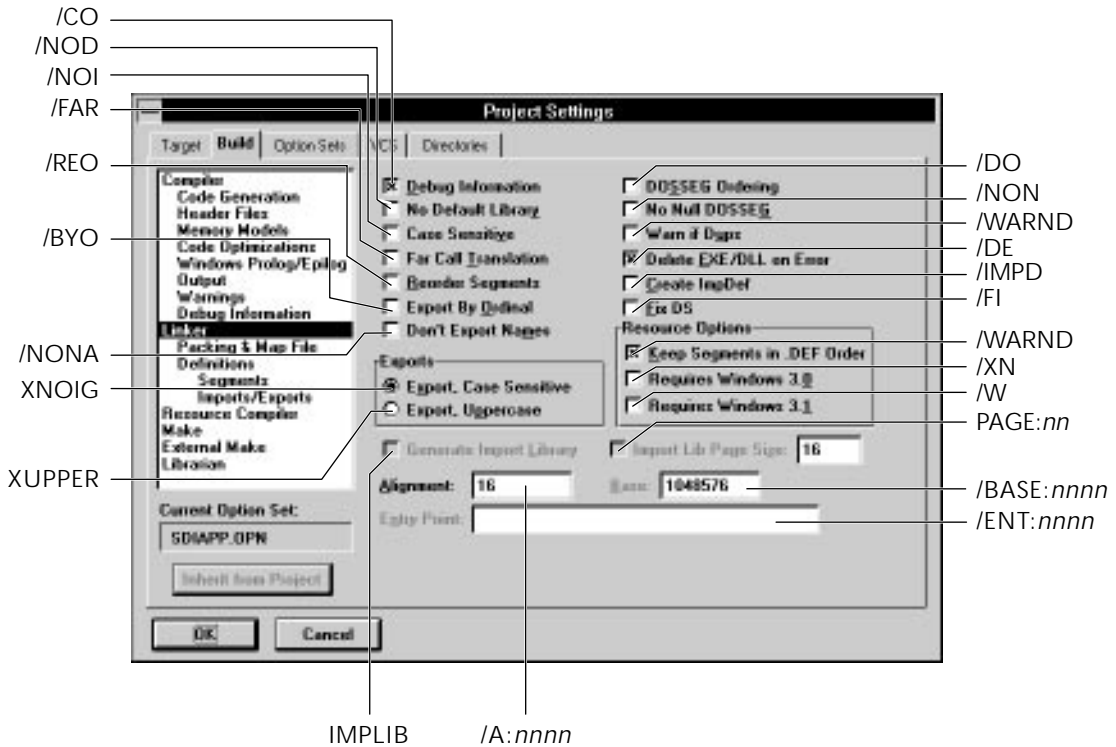 /CO
/NOD
/NOI
/FAR
/REO
/BYO
/NONA
XNOIG
XUPPER
Project Settings
Target Build Option Sets VCS Directories
Compiler
Code Generation
Header Files
Memory Models
Code Optimizations
Windows Prolog/Epilog
Output
Warnings
Debug Information
Linker
Packing & Map File
Definitions
Segments
Imports/Exports
Resource Compiler
Make
External Make
Librarian
Current Option Set:
SDIAPP.OPN
Inherit from Project
OK Cancel
Debug Information
No Default Library
Case Sensitive
Far Call Translation
Reorder Segments
Export By Ordinal
Don't Export Names
Exports
Export, Case Sensitive
Export, Uppercase
Generate Import Library
Alignment: 16
Entry Point:
DOSSEG Ordering
No Null DOSSEG
Warn if Dups
Delete EXE/DLL on Error
Create ImpDef
Fix DS
Resource Options
Keep Segments in .DEF Order
Requires Windows 3.0
Requires Windows 3.1
Import Lib Page Size: 16
Base: 1048576
/DO
/NON
/WARND
/DE
/IMPD
/FI
/WARND
/XN
/W
PAGE:nn
/BASE:nnnn
/ENT:nnnn
IMPLIB /A:nnnn